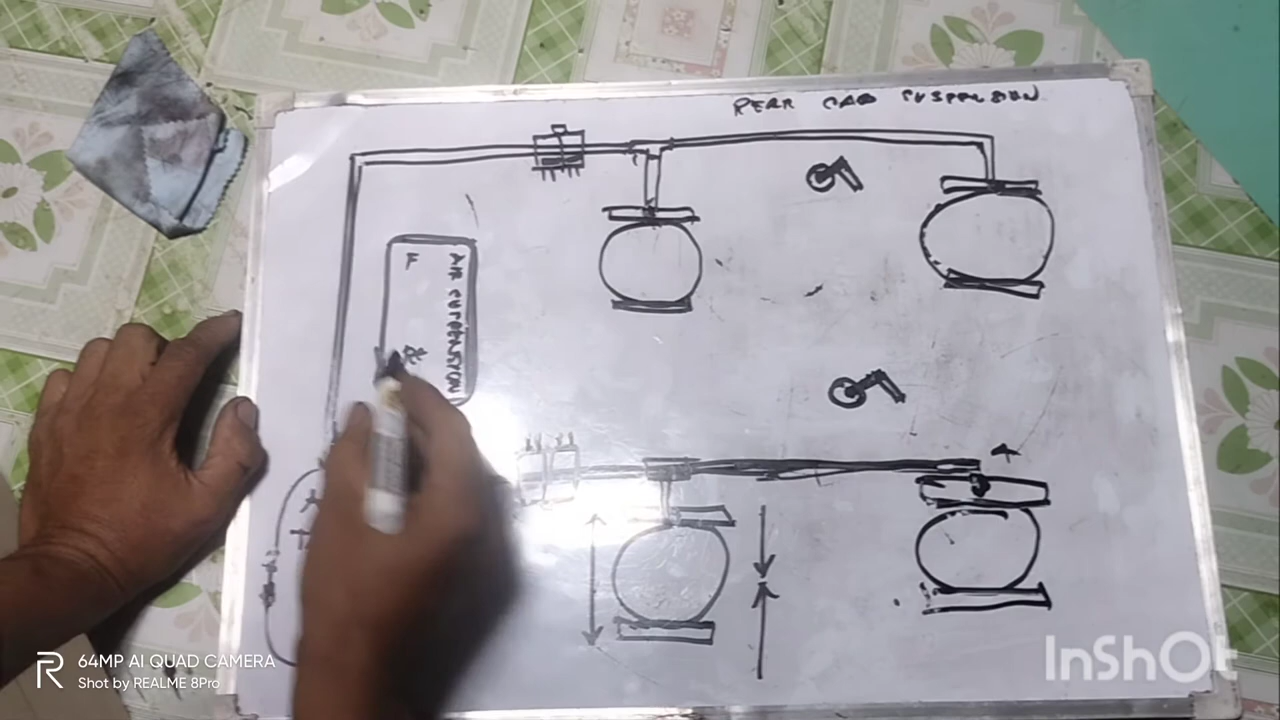 REAR CAB SUSPENSION
AIR SUSPENSION
F
R
64MP AI QUAD CAMERA
Shot by REALME 8Pro
InShOt